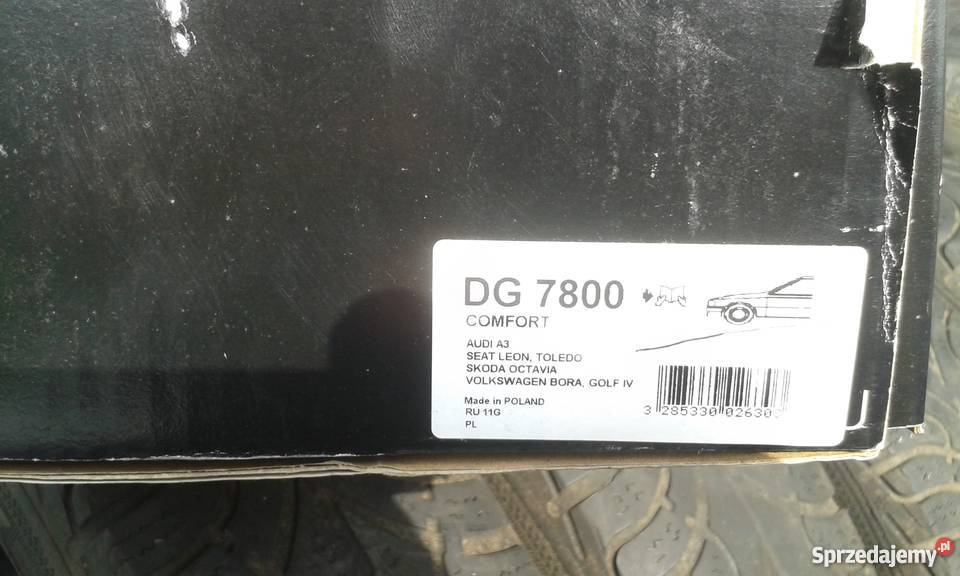 DG 7800
COMFORT
AUDI A3
SEAT LEON, TOLEDO
SKODA OCTAVIA
VOLKSWAGEN BORA, GOLF IV
Made in POLAND
RU 11G
PL
3 285330 02630
Sprzedajemy.pl